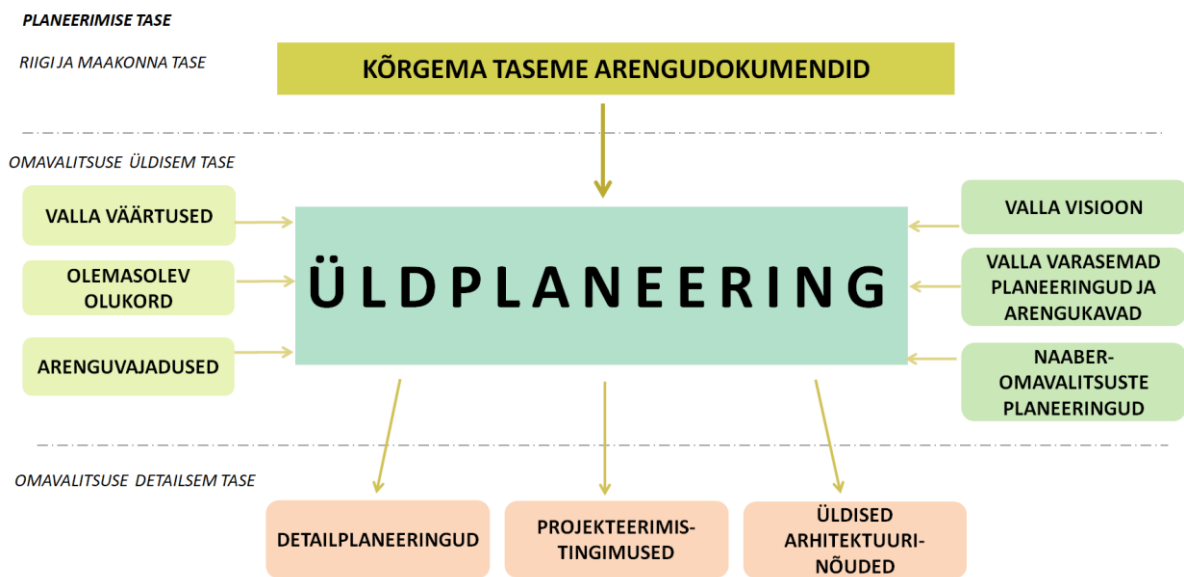 PLANEERIMISE TASE
RIIGI JA MAAKONNA TASE
KÕRGEMA TASEME ARENGUDOKUMENDID
OMAVALITSUSE ÜLDISEM TASE
VALLA VÄÄRTUSED
OLEMASOLEV
OLUKORD
ARENGUVAJADUSED
ÜLDPLANEERING
VALLA VISIOON
VALLA VARASEMAD
PLANEERINGUD JA
ARENGUKAVAD
NAABER-
OMAVALITSUSTE
PLANEERINGUD
OMAVALITSUSE DETAILSEM TASE
DETAILPLANEERINGUD
PROJEKTEERIMIS-
TINGIMUSED
ÜLDISED
ARHITEKTUURI-
NÕUDED